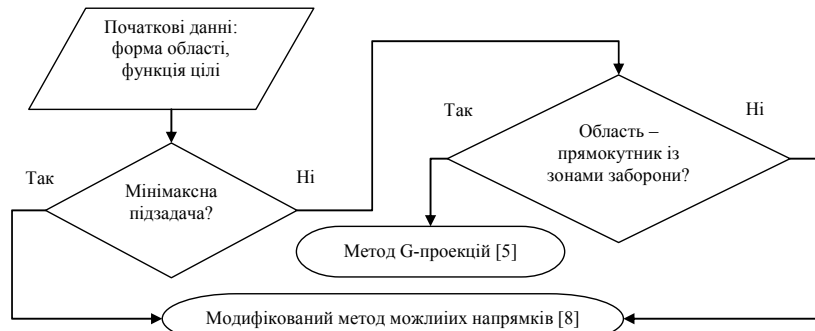 Початкові данні:
форма області,
функція цілі
Так
Мінімаксна
підзадача?
Ні
Так
Область –
прямокутник із
зонами заборони?
Ні
Метод G-проекцій [5]
Модифікований метод можлиіих напрямків [8]